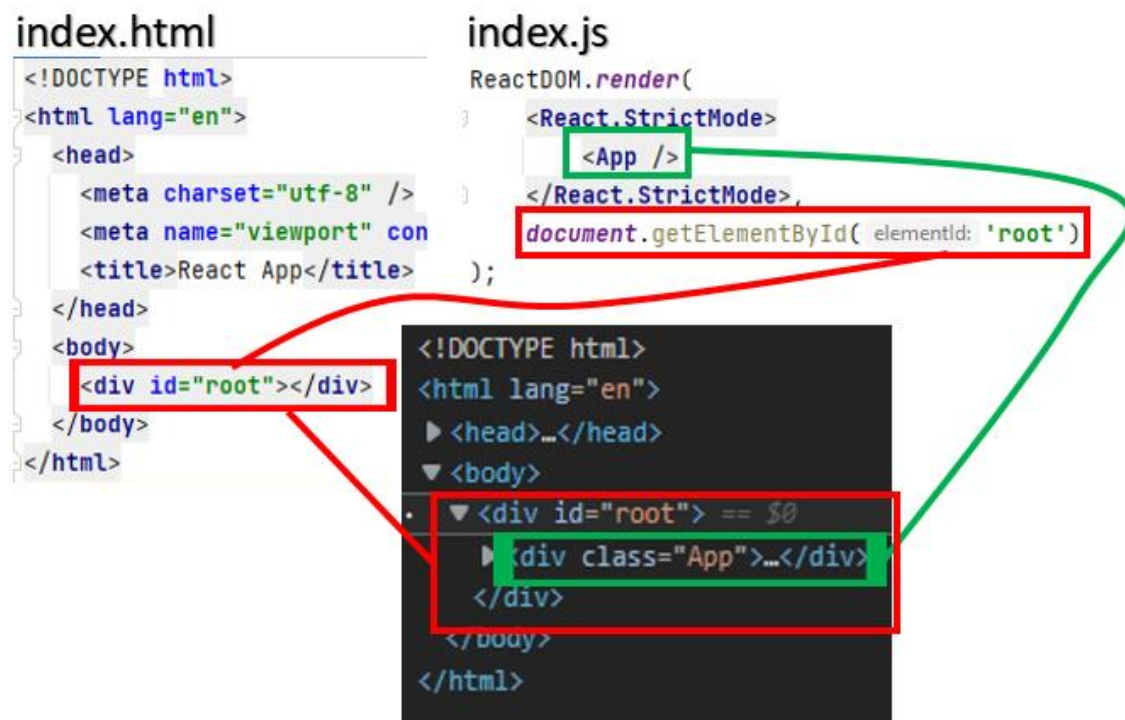 index.html
<!DOCTYPE html>
<html lang="en">
<head>
<meta charset="utf-8" />
<meta name="viewport" con
<title>React App</title>
</head>
<body>
<div id="root"></div>
</body>
</html>
index.js
ReactDOM.render(
<React.StrictMode>
<App />
</React.StrictMode>,
document.getElementById( elementId: 'root')
);
<!DOCTYPE html>
<html lang="en">
▶ <head>…</head>
▼ <body>
▼ <div id="root"> == $0
▶ <div class="App">…</div>
</div>
</body>
</html>